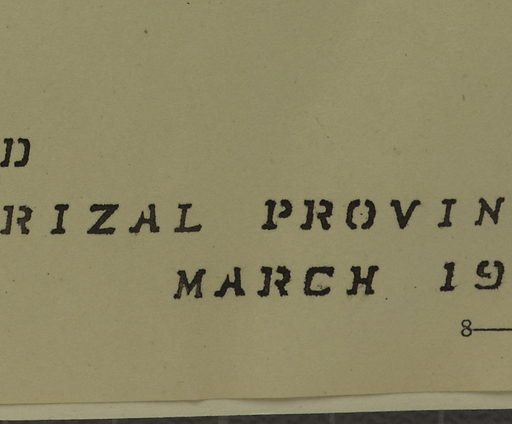 D
RIZAL PROVIN
MARCH 19
8